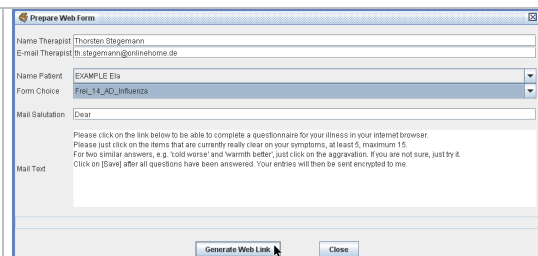 Prepare Web Form
Name Therapist Thorsten Stegemann
E-mail Therapist th.stegemann@onlinehome.de
Name Patient EXAMPLE Ela
Form Choice Frei_14_AD_Influenza
Mail Salutation Dear
Mail Text
Please click on the link below to be able to complete a questionnaire for your illness in your internet browser.
Please just click on the items that are currently really clear on your symptoms, at least 5, maximum 15.
For two similar answers, e.g. 'cold worse' and 'warmth better', just click on the aggravation. If you are not sure, just try it.
Click on [Save] after all questions have been answered. Your entries will then be sent encrypted to me.
Generate Web Link Close